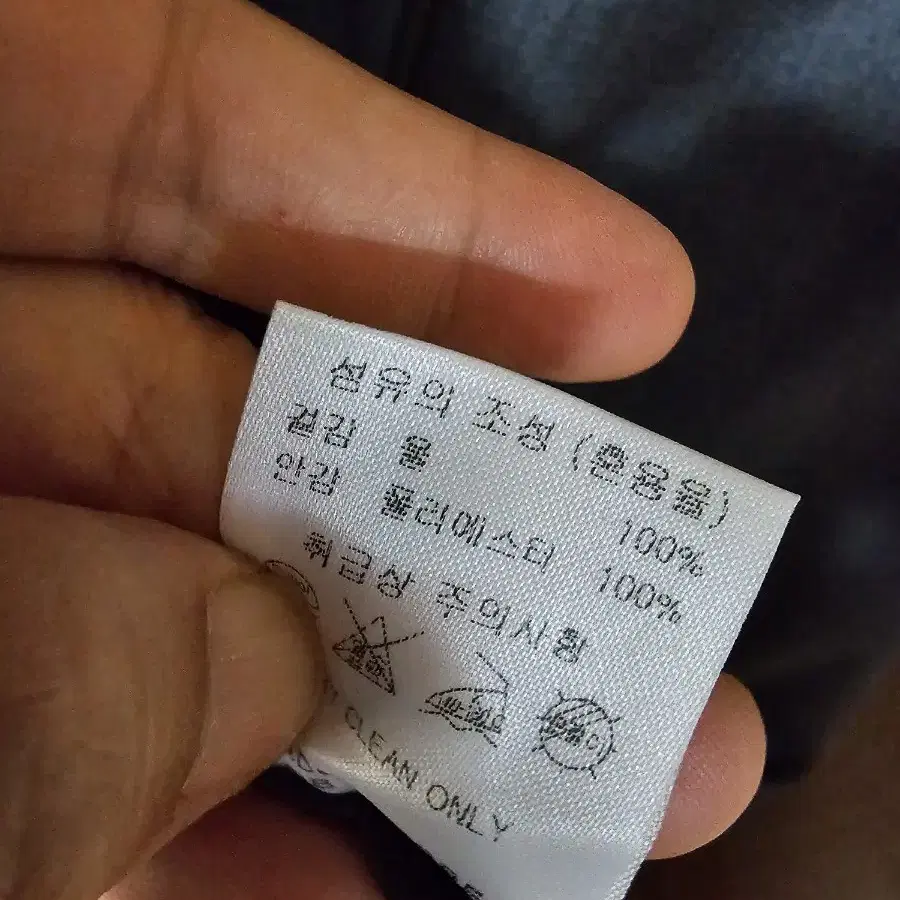 섬유의 조성 (혼용율)
겉감 울 100%
안감 폴리에스터 100%
취급상 주의사항
CLEAN ONLY